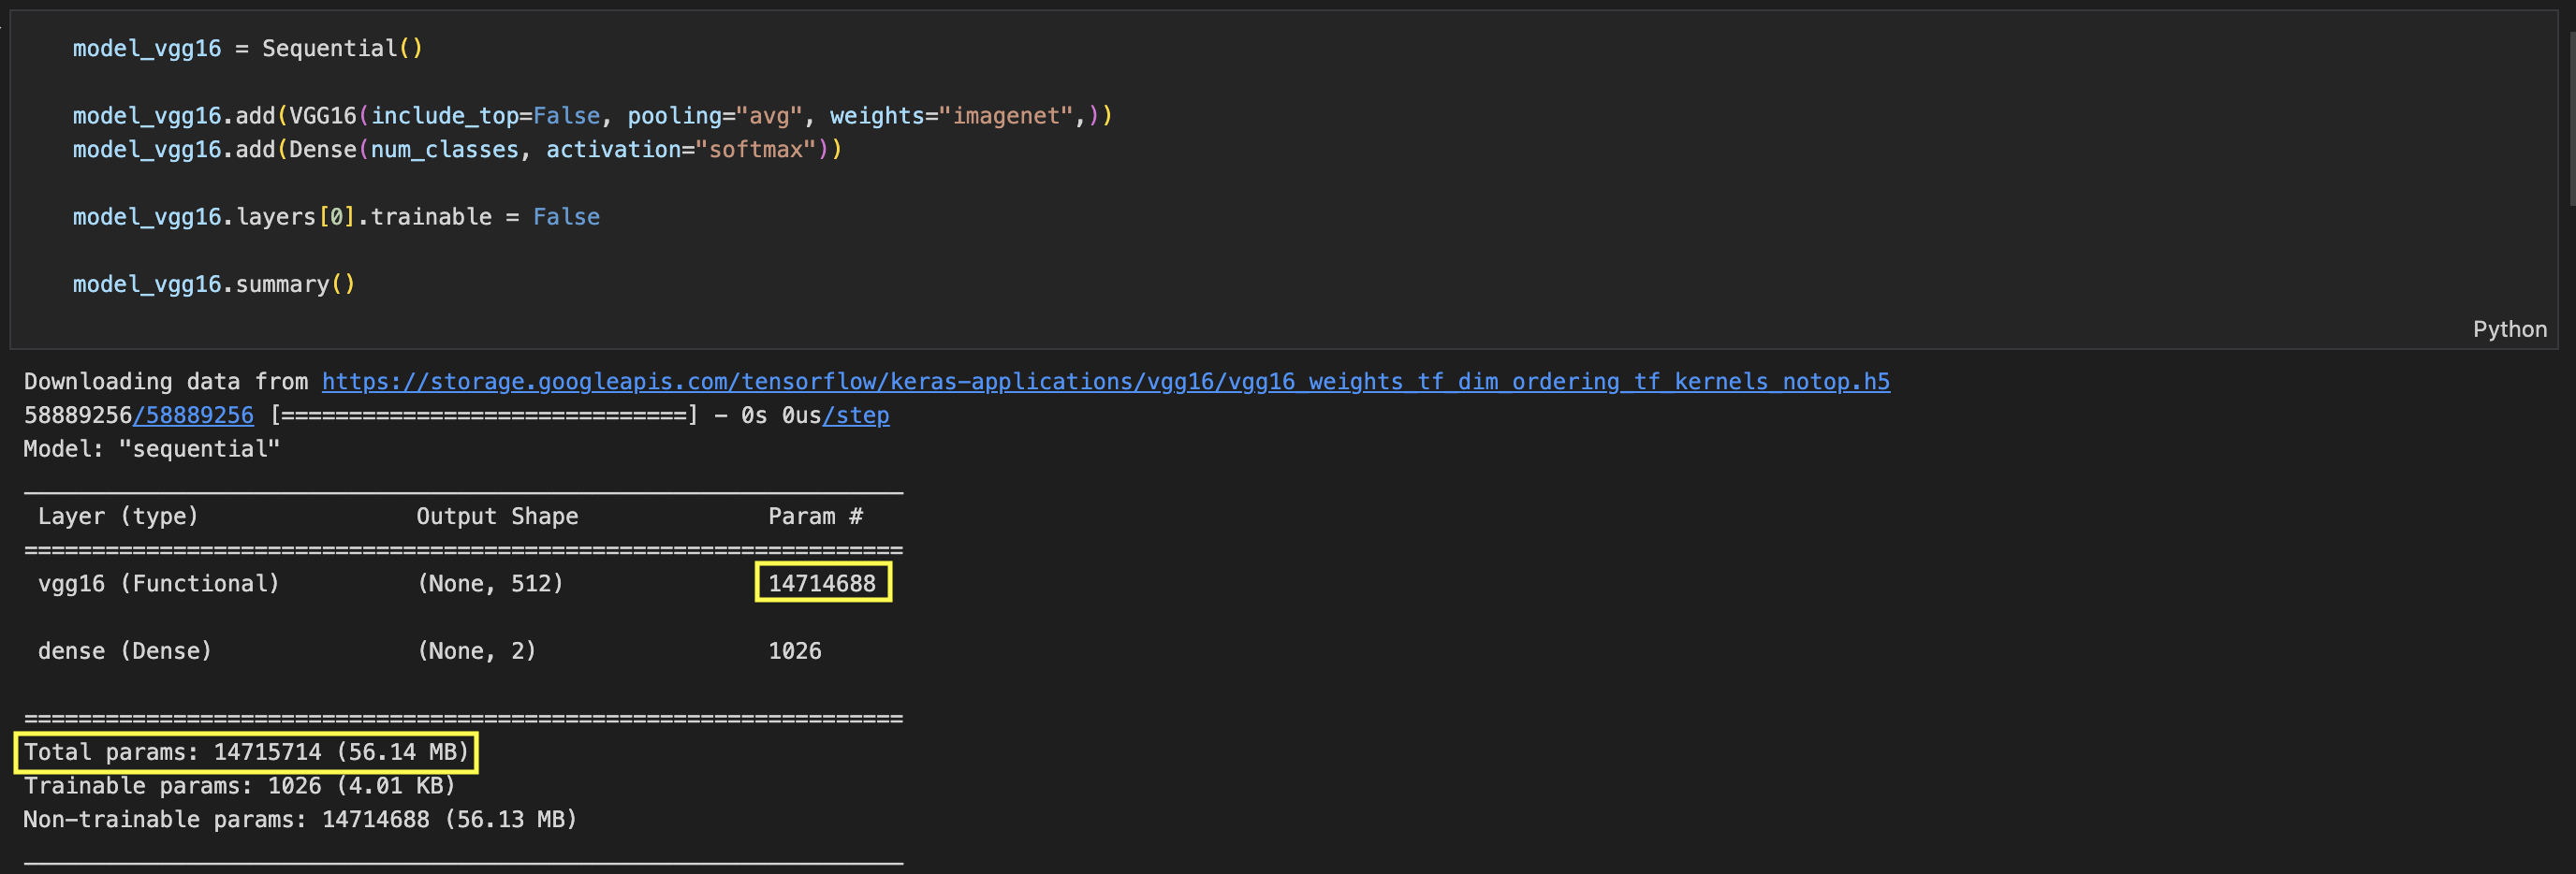 model_vgg16 = Sequential()
model_vgg16.add(VGG16(include_top=False, pooling="avg", weights="imagenet",))
model_vgg16.add(Dense(num_classes, activation="softmax"))
model_vgg16.layers[0].trainable = False
model_vgg16.summary()
Python
Downloading data from https://storage.googleapis.com/tensorflow/keras-applications/vgg16/vgg16_weights_tf_dim_ordering_tf_kernels_notop.h5
58889256/58889256 [==============================] - 0s 0us/step
Model: "sequential"
_________________________________________________________________
Layer (type) Output Shape Param #
=================================================================
vgg16 (Functional) (None, 512) 14714688
dense (Dense) (None, 2) 1026
=================================================================
Total params: 14715714 (56.14 MB)
Trainable params: 1026 (4.01 KB)
Non-trainable params: 14714688 (56.13 MB)
_________________________________________________________________